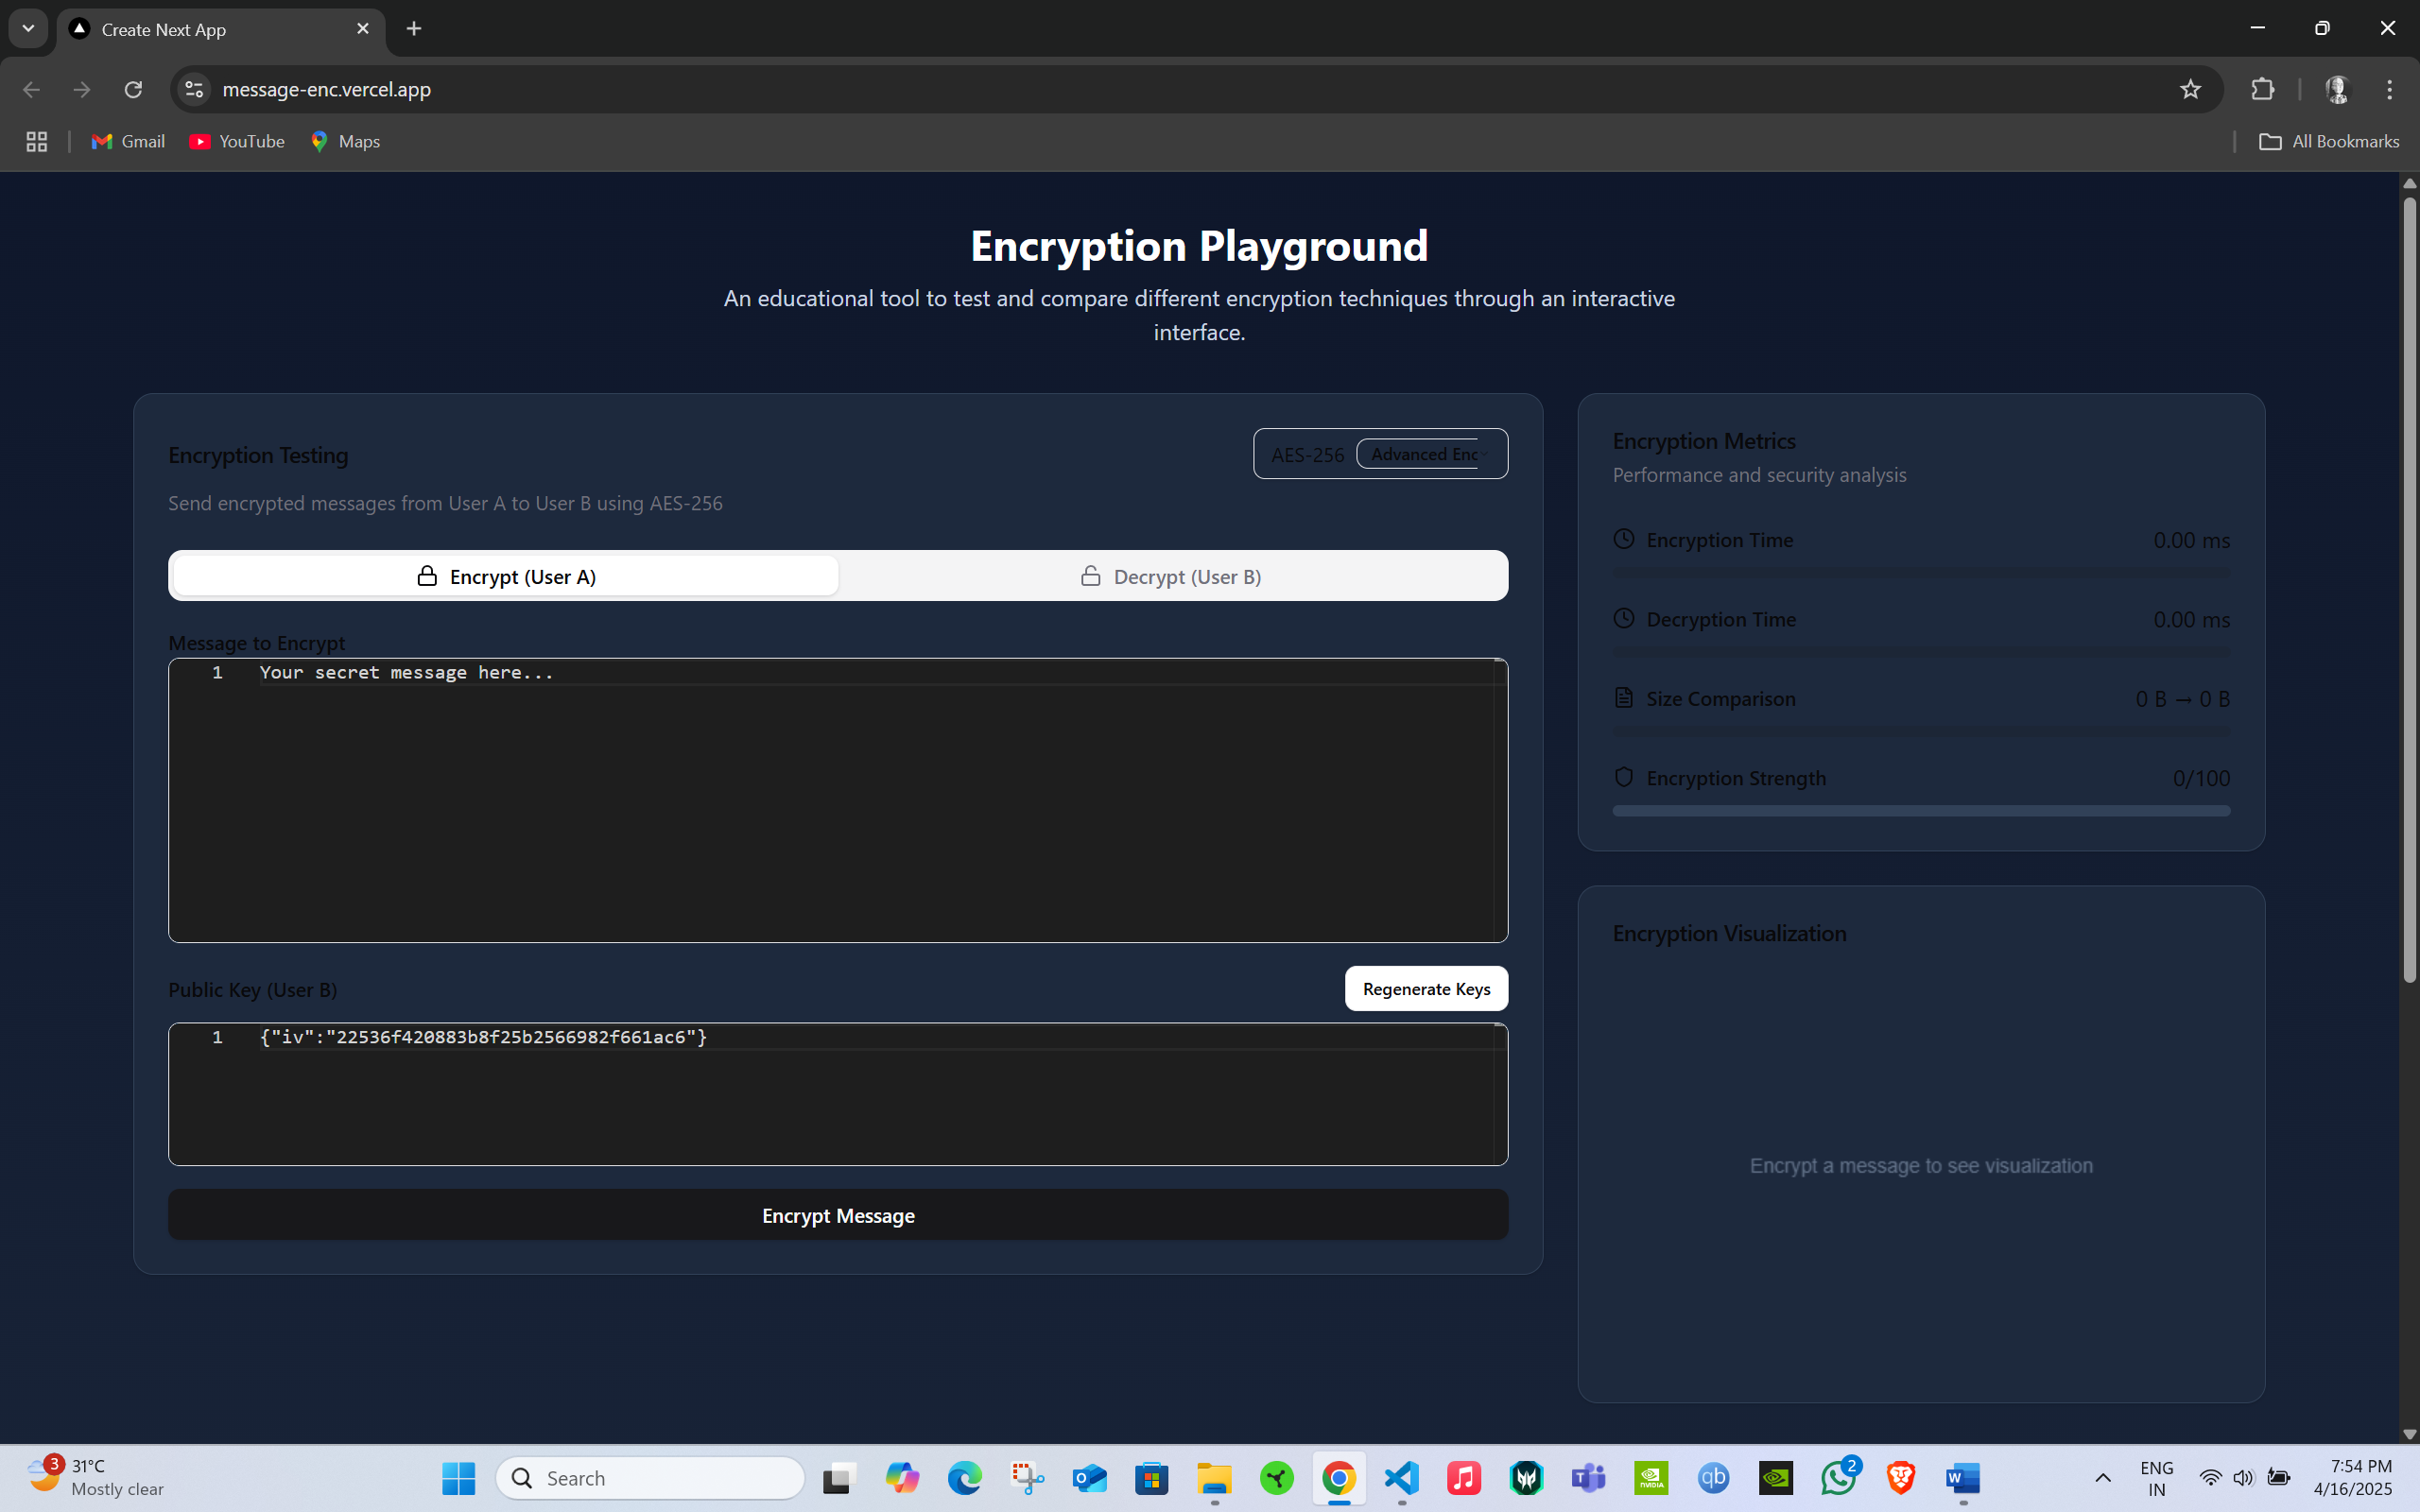 Create Next App
message-enc.vercel.app
Gmail
YouTube
Maps
All Bookmarks
Encryption Playground
An educational tool to test and compare different encryption techniques through an interactive
interface.
Encryption Testing
AES-256
Advanced Enc
Send encrypted messages from User A to User B using AES-256
Encrypt (User A)
Decrypt (User B)
Message to Encrypt
1 Your secret message here...
Public Key (User B)
Regenerate Keys
1 {"iv":"22536f420883b8f25b2566982f661ac6"}
Encrypt Message
Encryption Metrics
Performance and security analysis
Encryption Time 0.00 ms
Decryption Time 0.00 ms
Size Comparison 0 B → 0 B
Encryption Strength 0/100
Encryption Visualization
Encrypt a message to see visualization
3
31°C
Mostly clear
Search
NVIDIA
qb
2
ENG
IN
7:54 PM
4/16/2025